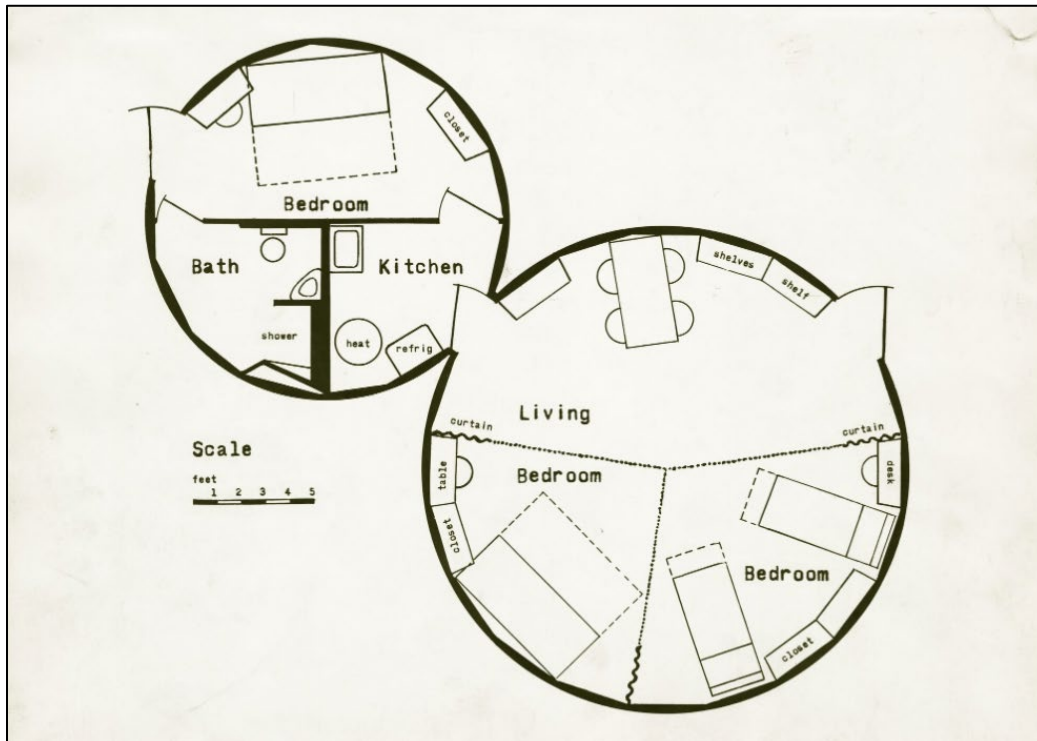 closet
Bedroom
Bath
Kitchen
shower
heat
refrig
shelves
shelf
Living
curtain
curtain
Scale
feet
1 2 3 4 5
table
Bedroom
desk
closet
Bedroom
closet